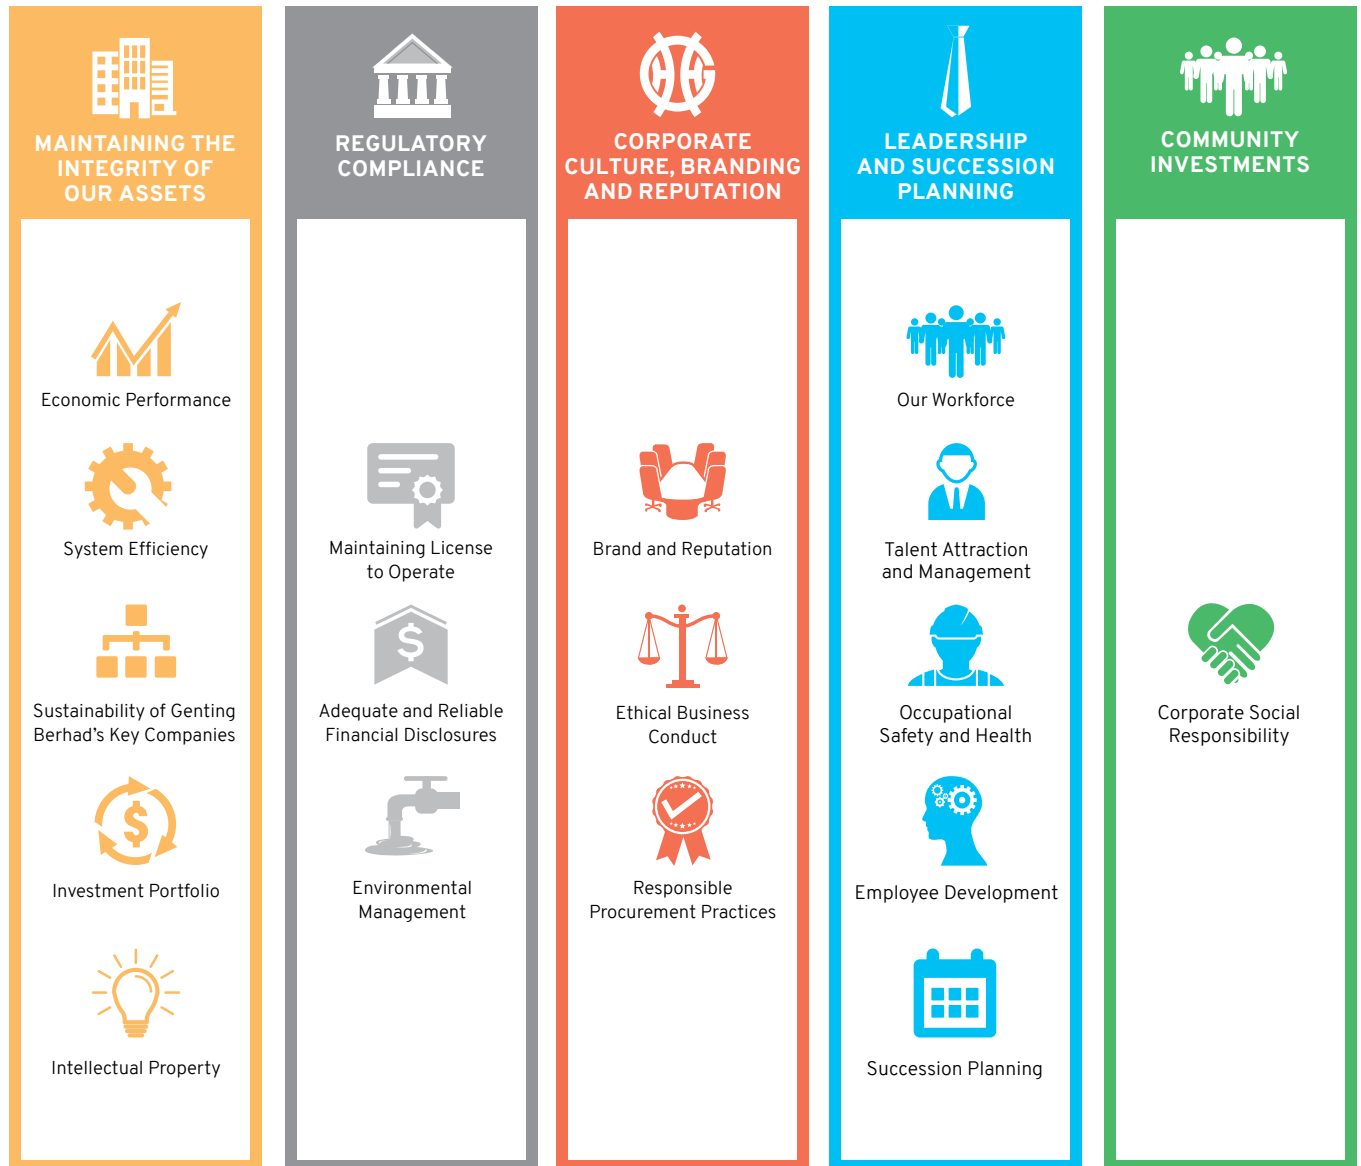 MAINTAINING THE
INTEGRITY OF
OUR ASSETS
Economic Performance
System Efficiency
Sustainability of Genting
Berhad’s Key Companies
$
Investment Portfolio
Intellectual Property
REGULATORY
COMPLIANCE
Maintaining License
to Operate
$
Adequate and Reliable
Financial Disclosures
Environmental
Management
CORPORATE
CULTURE, BRANDING
AND REPUTATION
Brand and Reputation
Ethical Business
Conduct
Responsible
Procurement Practices
LEADERSHIP
AND SUCCESSION
PLANNING
Our Workforce
Talent Attraction
and Management
Occupational
Safety and Health
Employee Development
Succession Planning
COMMUNITY
INVESTMENTS
Corporate Social
Responsibility